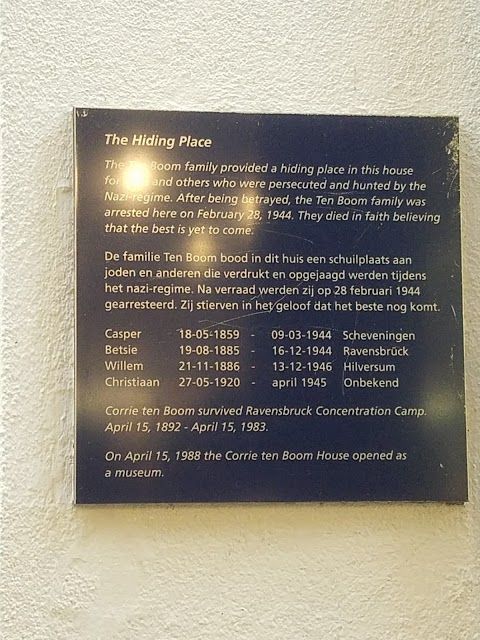 The Hiding Place
The Ten Boom family provided a hiding place in this house
for and others who were persecuted and hunted by the
Nazi-regime. After being betrayed, the Ten Boom family was
arrested here on February 28, 1944. They died in faith believing
that the best is yet to come.
De familie Ten Boom bood in dit huis een schuilplaats aan
joden en anderen die verdrukt en opgejaagd werden tijdens
het nazi-regime. Na verraad werden zij op 28 februari 1944
gearresteerd. Zij stierven in het geloof dat het beste nog komt.
Casper 18-05-1859 - 09-03-1944 Scheveningen
Betsie 19-08-1885 - 16-12-1944 Ravensbrück
Willem 21-11-1886 - 13-12-1946 Hilversum
Christiaan 27-05-1920 - april 1945 Onbekend
Corrie ten Boom survived Ravensbruck Concentration Camp.
April 15, 1892 - April 15, 1983.
On April 15, 1988 the Corrie ten Boom House opened as
a museum.